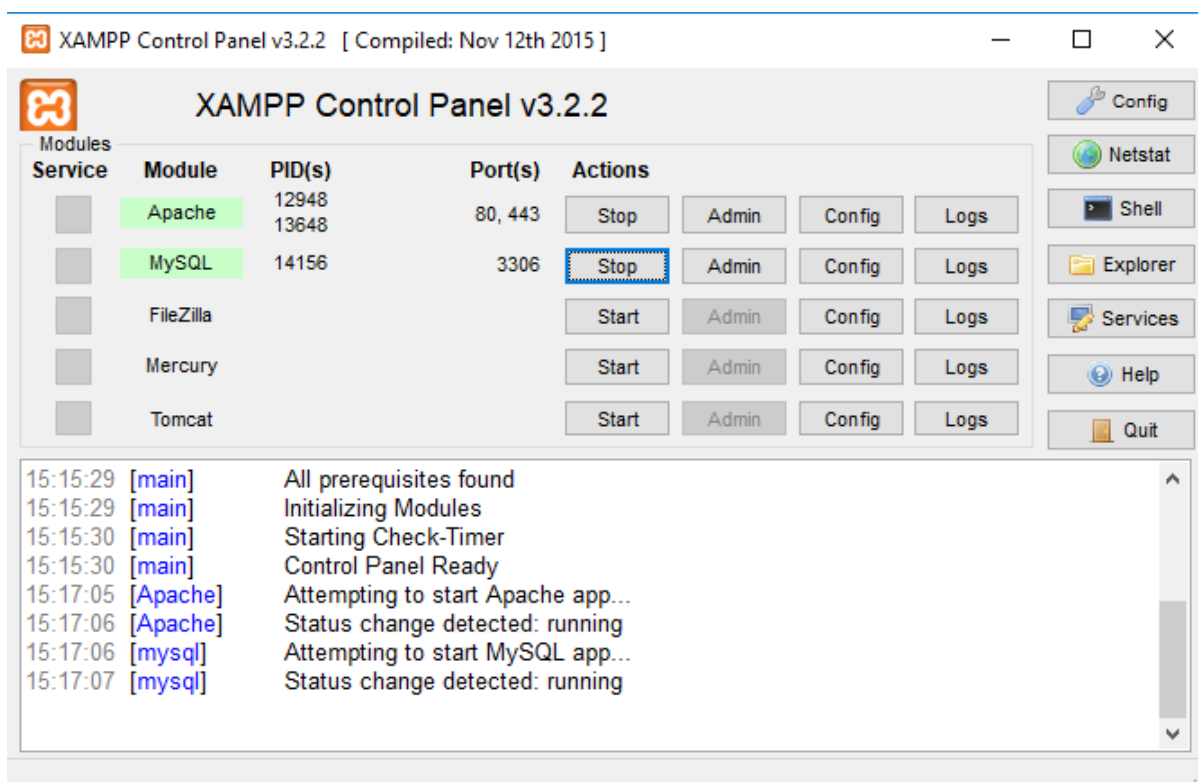 XAMPP Control Panel v3.2.2 [ Compiled: Nov 12th 2015 ]
XAMPP Control Panel v3.2.2
Config
Netstat
Shell
Explorer
Services
Help
Quit
Modules
Service Module PID(s) Port(s) Actions
Apache 12948 13648 80, 443 Stop Admin Config Logs
MySQL 14156 3306 Stop Admin Config Logs
FileZilla Start Admin Config Logs
Mercury Start Admin Config Logs
Tomcat Start Admin Config Logs
15:15:29 [main] All prerequisites found
15:15:29 [main] Initializing Modules
15:15:30 [main] Starting Check-Timer
15:15:30 [main] Control Panel Ready
15:17:05 [Apache] Attempting to start Apache app...
15:17:06 [Apache] Status change detected: running
15:17:06 [mysql] Attempting to start MySQL app...
15:17:07 [mysql] Status change detected: running